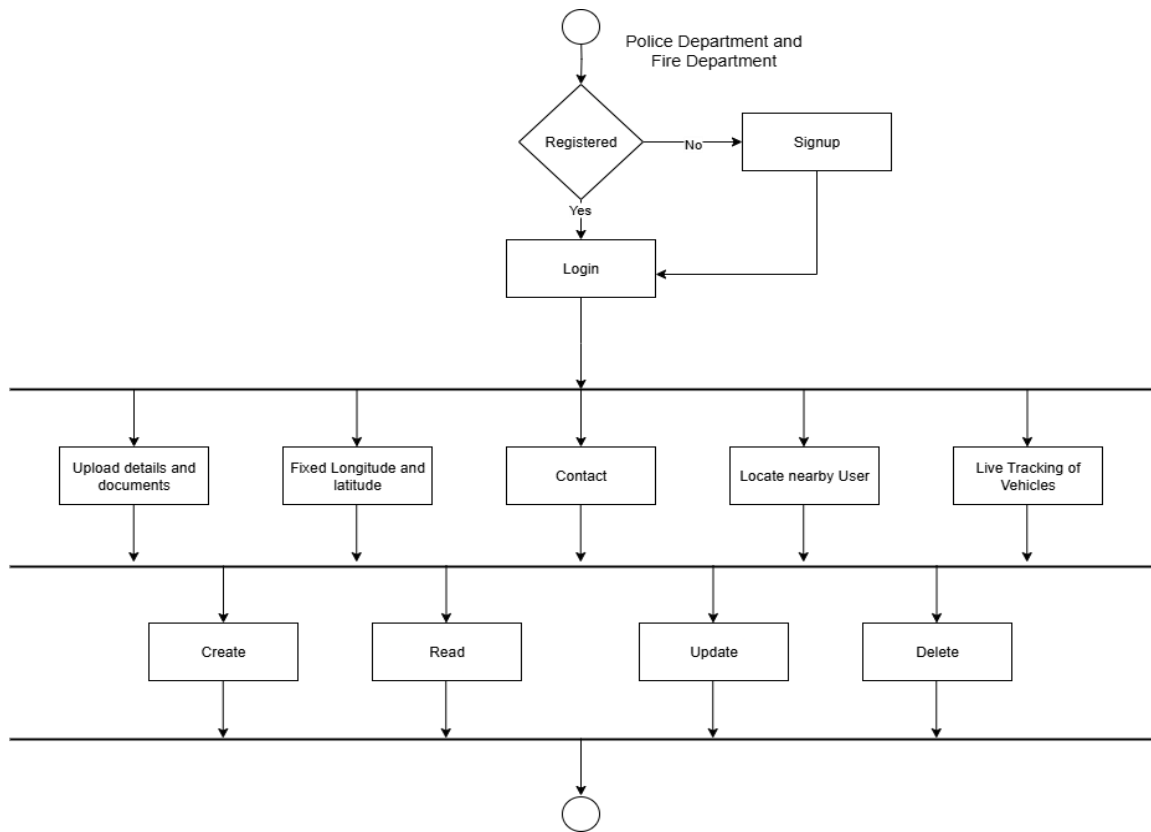 Police Department and
Fire Department
Registered
No
Signup
Yes
Login
Upload details and
documents
Fixed Longitude and
latitude
Contact
Locate nearby User
Live Tracking of
Vehicles
Create
Read
Update
Delete